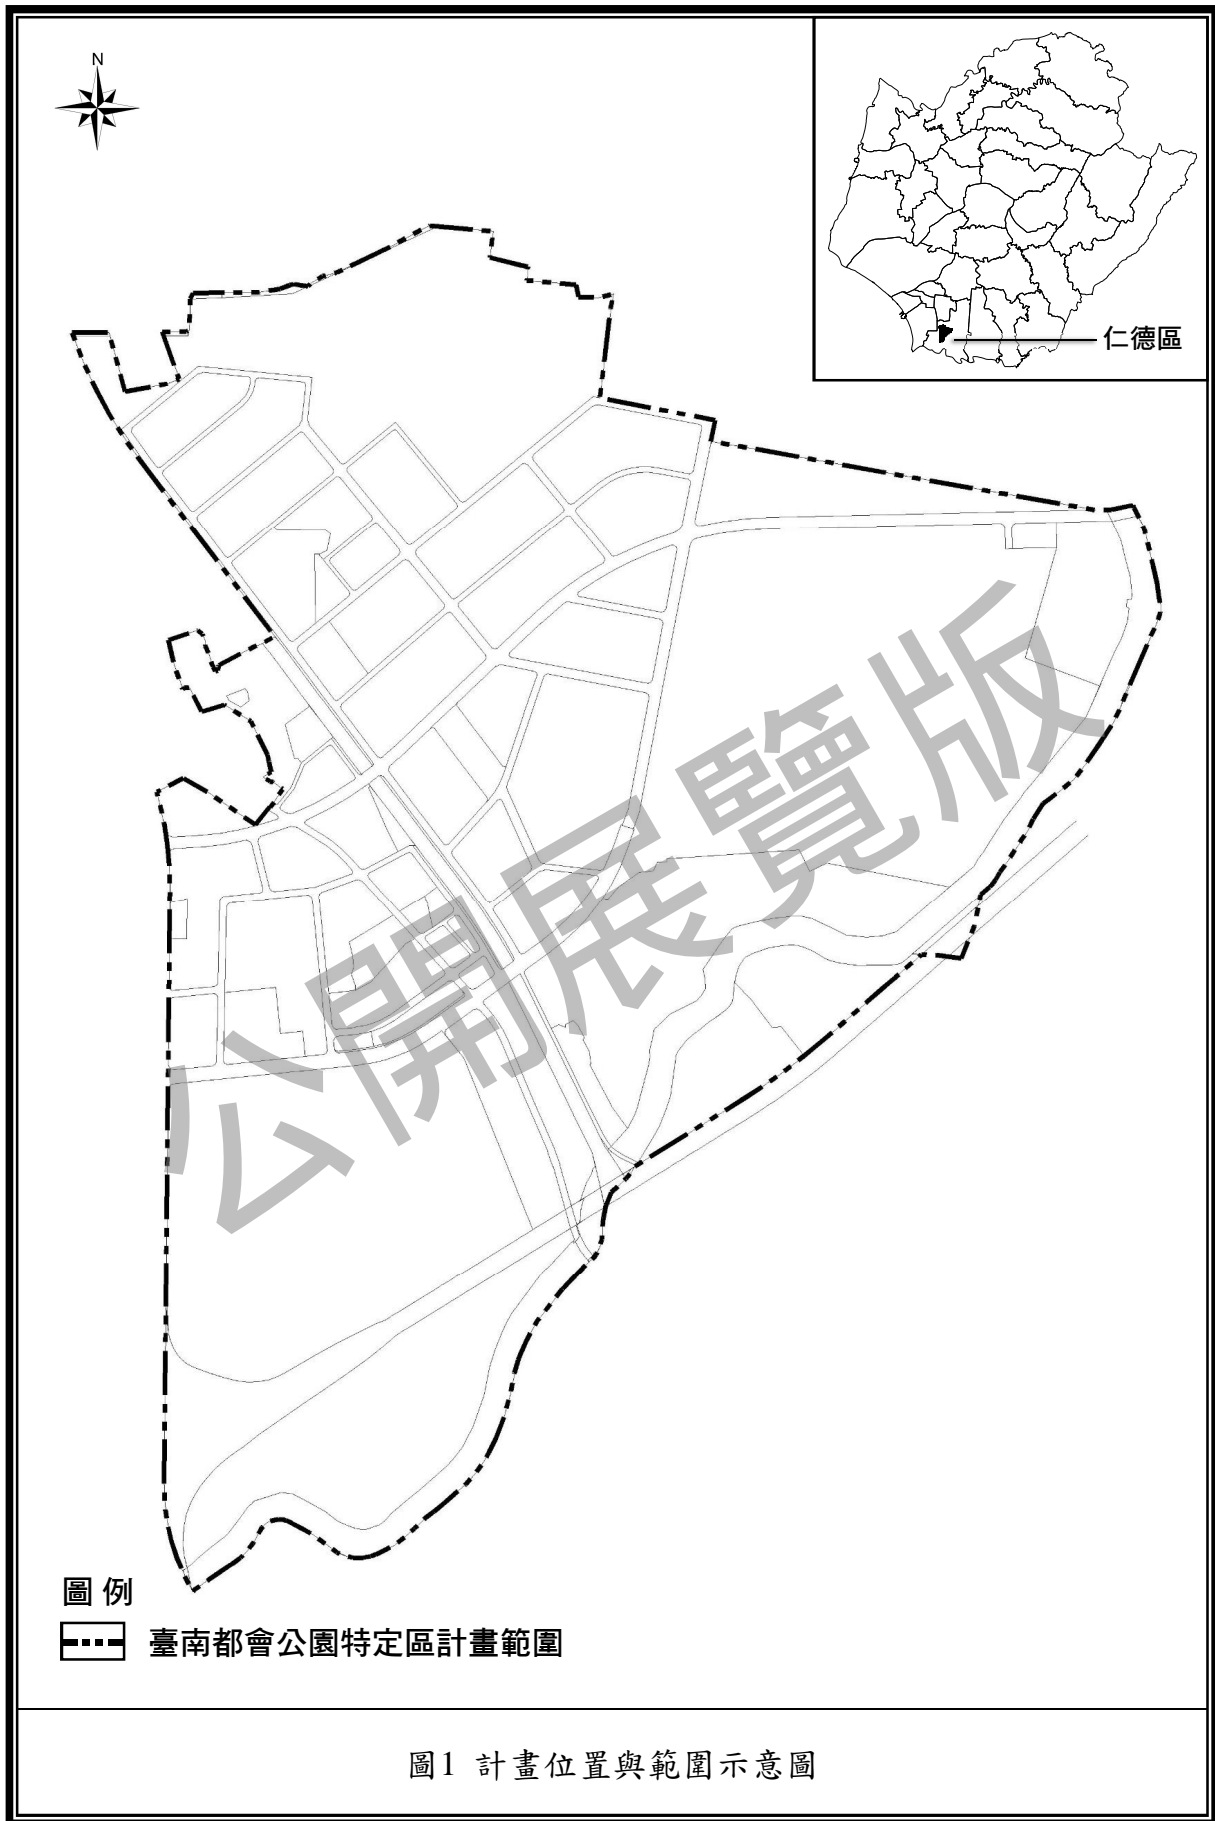 N
仁德區
公開展覽版
圖 例
臺南都會公園特定區計畫範圍
圖1 計畫位置與範圍示意圖